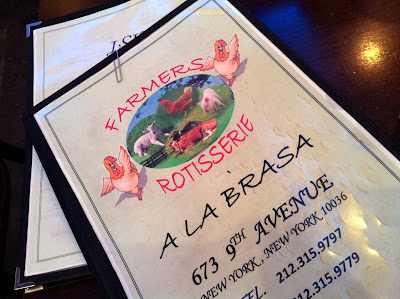 FARMERS
ROTISSERIE
A LA BRASA
673 9TH AVENUE
NEW YORK, NEW YORK 10036
TEL. 212.315.9797
212.315.9779